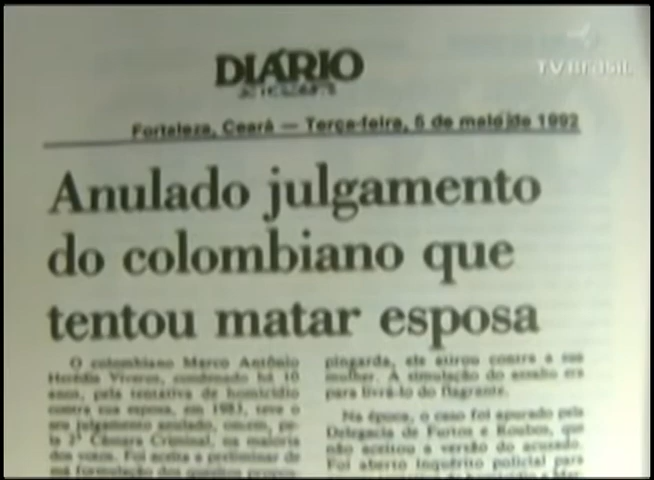 TV Brasil
DIÁRIO
Fortaleza, Ceará — Terça-feira, 5 de maio de 1992
Anulado julgamento
do colombiano que
tentou matar esposa
O colombiano Marco Antônio
Herédia Viveros, condenado há 10
anos, pela tentativa de homicídio
contra sua esposa, em 1983, teve o
seu julgamento anulado, ontem, pe-
la 2ª Câmara Criminal, na maioria
dos votos. Foi aceita a preliminar de
má formulação dos quesitos propos-
pingarda, ele atirou contra a sua
mulher. A simulação do assalto era
para livrá-lo do flagrante.
Na época, o caso foi apurado pela
Delegacia de Furtos e Roubos, que
não aceitou a versão do acusado.
Foi aberto inquérito policial para